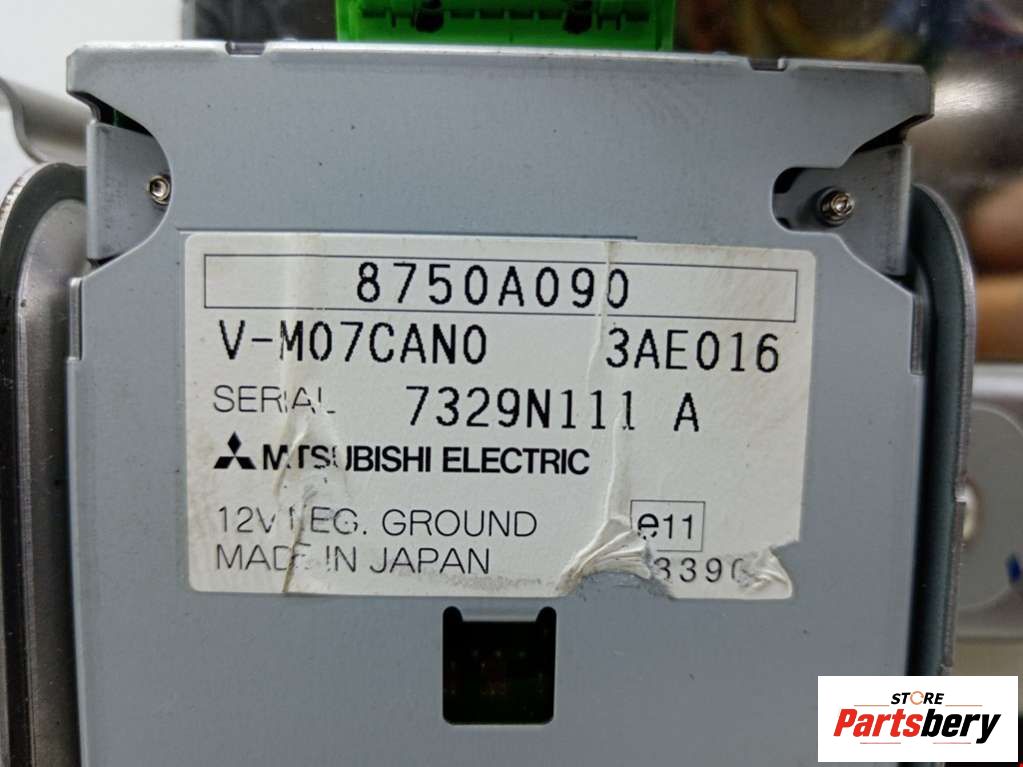 8750A090
V-M07CAN0 3AE016
SERIAL 7329N111 A
MITSUBISHI ELECTRIC
12V NEG. GROUND e11
MADE IN JAPAN
STORE
Partsbery